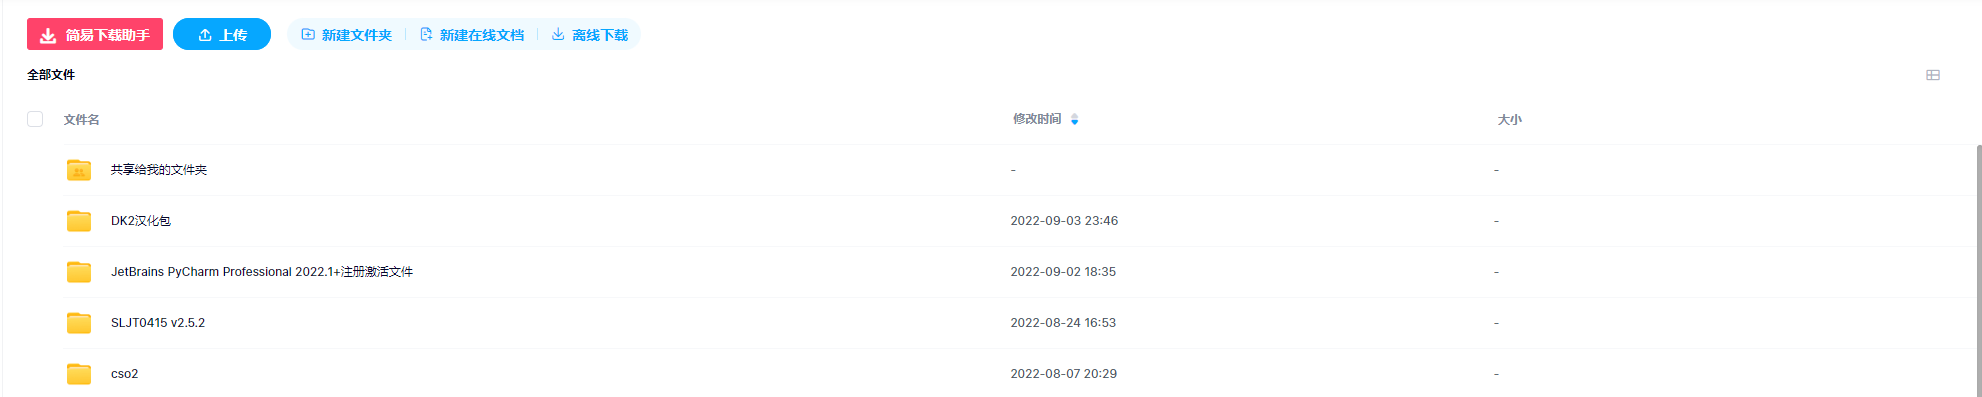 简易下载助手 上传 新建文件夹 新建在线文档 离线下载
全部文件
文件名 修改时间 大小
共享给我的文件夹 - -
DK2汉化包 2022-09-03 23:46 -
JetBrains PyCharm Professional 2022.1+注册激活文件 2022-09-02 18:35 -
SLJT0415 v2.5.2 2022-08-24 16:53 -
cso2 2022-08-07 20:29 -